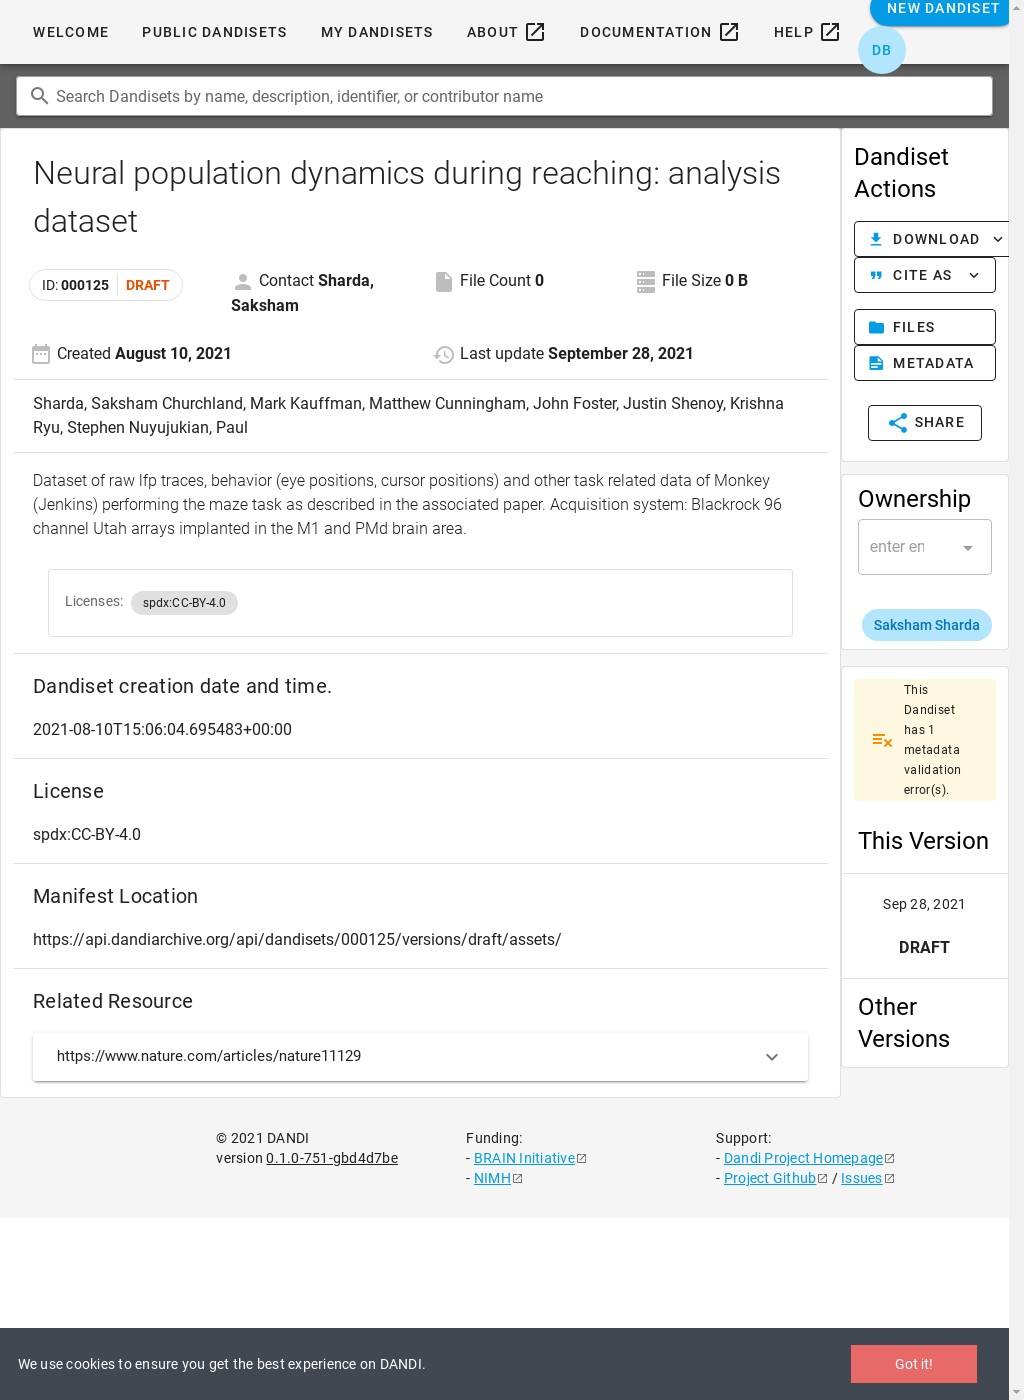 WELCOME PUBLIC DANDISETS MY DANDISETS ABOUT DOCUMENTATION HELP NEW DANDISET
DB
Search Dandisets by name, description, identifier, or contributor name
Neural population dynamics during reaching: analysis
dataset
ID: 000125 DRAFT
Contact Sharda,
Saksham
File Count 0
File Size 0 B
Created August 10, 2021
Last update September 28, 2021
Sharda, Saksham Churchland, Mark Kauffman, Matthew Cunningham, John Foster, Justin Shenoy, Krishna
Ryu, Stephen Nuyujukian, Paul
Dataset of raw lfp traces, behavior (eye positions, cursor positions) and other task related data of Monkey
(Jenkins) performing the maze task as described in the associated paper. Acquisition system: Blackrock 96
channel Utah arrays implanted in the M1 and PMd brain area.
Licenses: spdx:CC-BY-4.0
Dandiset creation date and time.
2021-08-10T15:06:04.695483+00:00
License
spdx:CC-BY-4.0
Manifest Location
https://api.dandiarchive.org/api/dandisets/000125/versions/draft/assets/
Related Resource
https://www.nature.com/articles/nature11129
Dandiset
Actions
DOWNLOAD
CITE AS
FILES
METADATA
SHARE
Ownership
enter en
Saksham Sharda
This
Dandiset
has 1
metadata
validation
error(s).
This Version
Sep 28, 2021
DRAFT
Other
Versions
© 2021 DANDI
version 0.1.0-751-gbd4d7be
Funding:
- BRAIN Initiative
- NIMH
Support:
- Dandi Project Homepage
- Project Github / Issues
We use cookies to ensure you get the best experience on DANDI.
Got it!